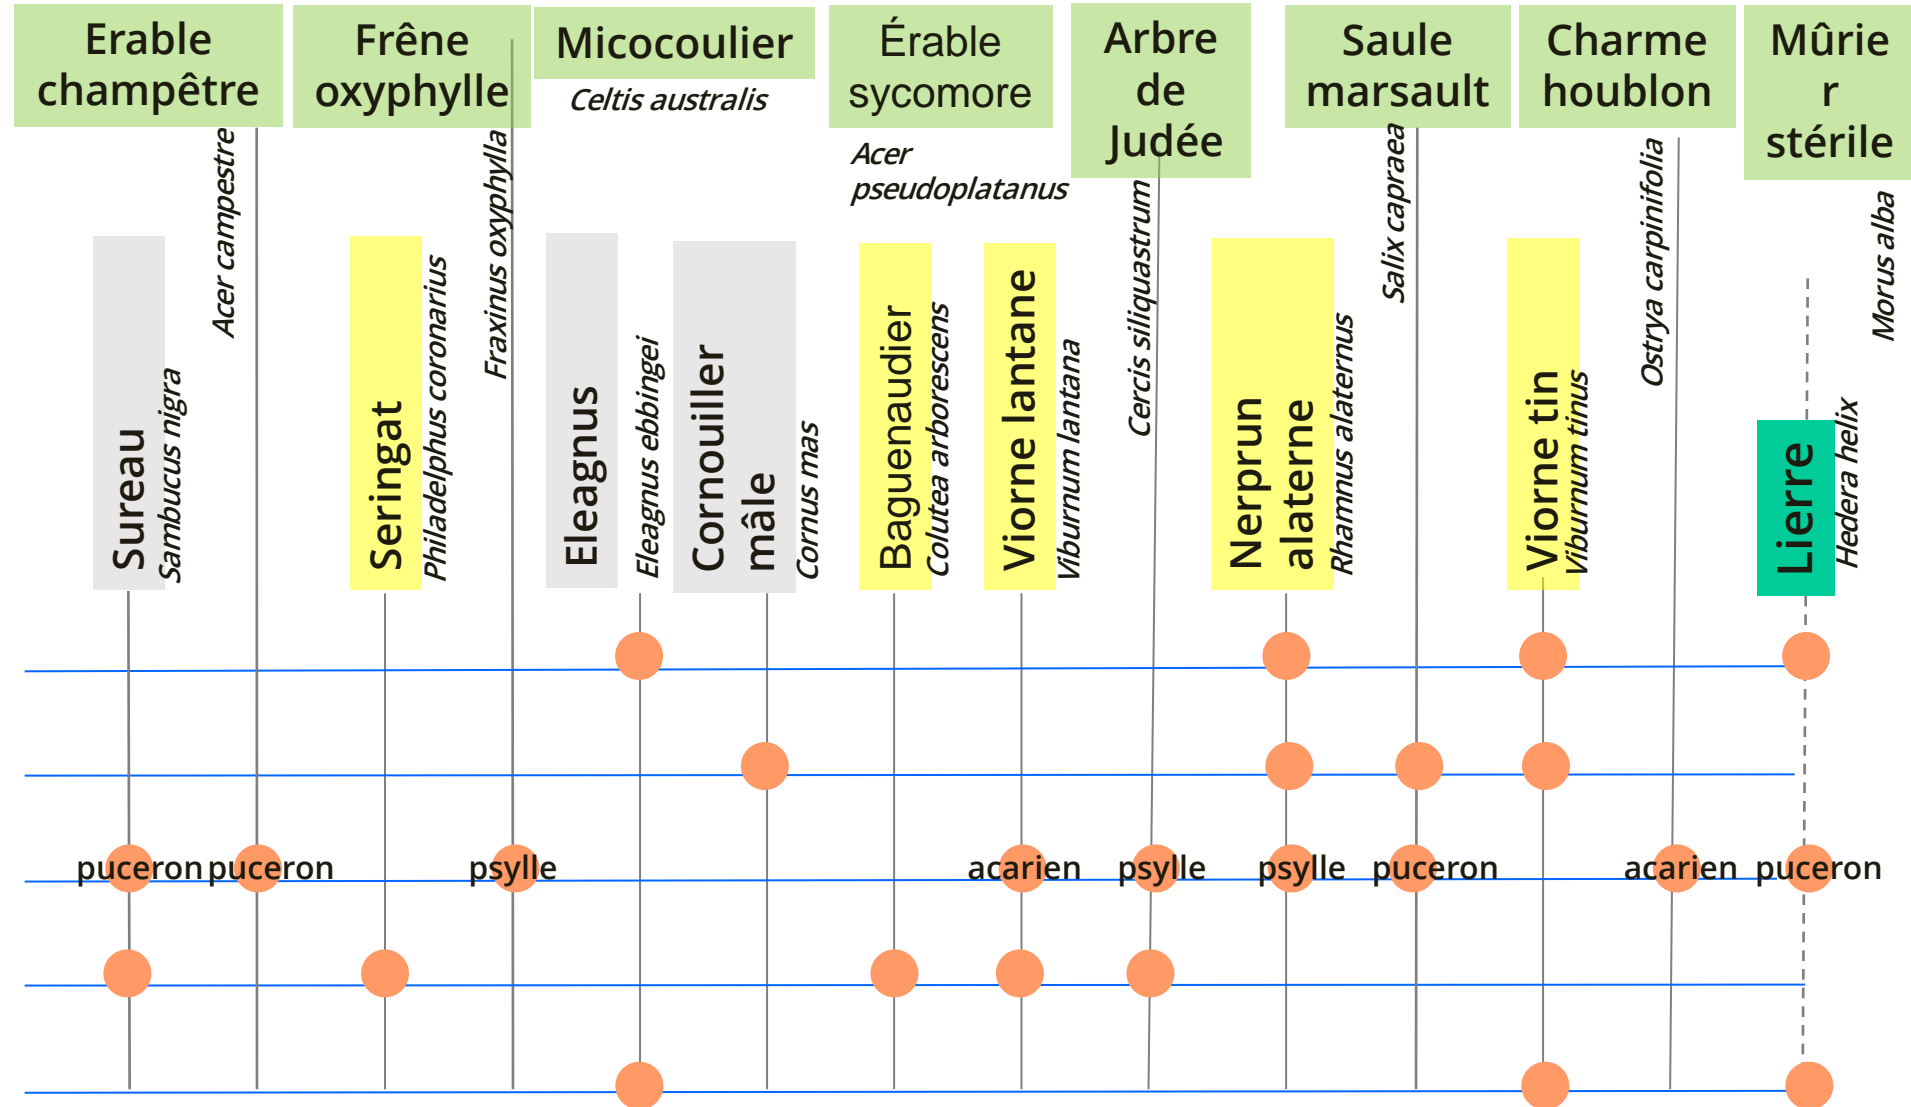 Erable
champêtre
Frêne
oxyphylle
Micocoulier
Celtis australis
Érable
sycomore
Acer
pseudoplatanus
Arbre
de
Judée
Saule
marsault
Charme
houblon
Mûrie
r
stérile
Acer campestre
Fraxinus oxyphylla
Cercis siliquastrum
Salix capraea
Ostrya carpinifolia
Morus alba
Sureau
Sambucus nigra
Seringat
Philadelphus coronarius
Eleagnus
Eleagnus ebbingei
Cornouiller
mâle
Cornus mas
Baguenaudier
Colutea arborescens
Viorne lantane
Viburnum lantana
Nerprun
alaterne
Rhamnus alaternus
Viorne tin
Viburnum tinus
Lierre
Hedera helix
puceron puceron psylle acarien psylle psylle puceron acarien puceron